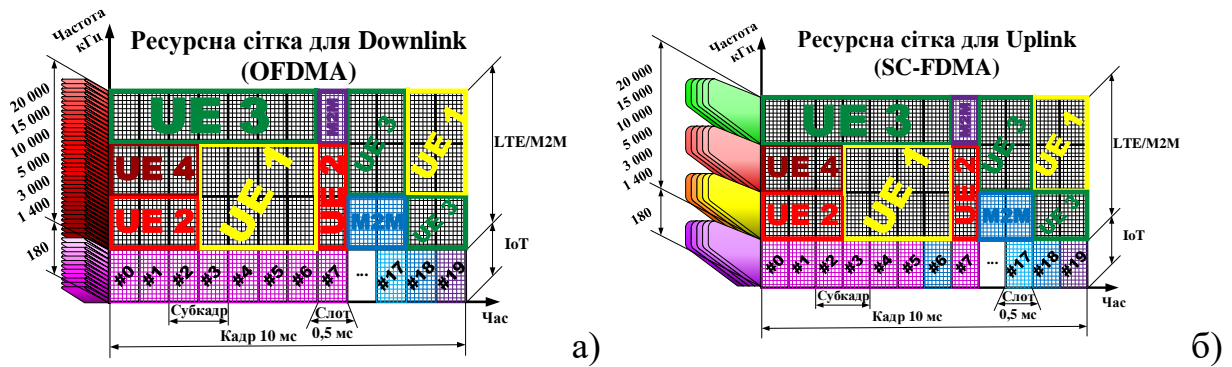 Частота
кГц
Ресурсна сітка для Downlink
(OFDMA)
20 000
15 000
10 000
5 000
3 000
1 400
180
UE 3
M2M
UE 3
UE 1
UE 4
UE 1
UE 2
UE 2
M2M
UE 3
LTE/M2M
IoT
#0
#1
#2
#3
#4
#5
#6
#7
...
#17
#18
#19
Субкадр
Слот
0,5 мс
Час
Кадр 10 мс
а)
Частота
кГц
Ресурсна сітка для Uplink
(SC-FDMA)
20 000
15 000
10 000
5 000
3 000
1 400
180
UE 3
M2M
UE 3
UE 1
UE 4
UE 1
UE 2
UE 2
M2M
UE 3
LTE/M2M
IoT
#0
#1
#2
#3
#4
#5
#6
#7
...
#17
#18
#19
Субкадр
Слот
0,5 мс
Час
Кадр 10 мс
б)